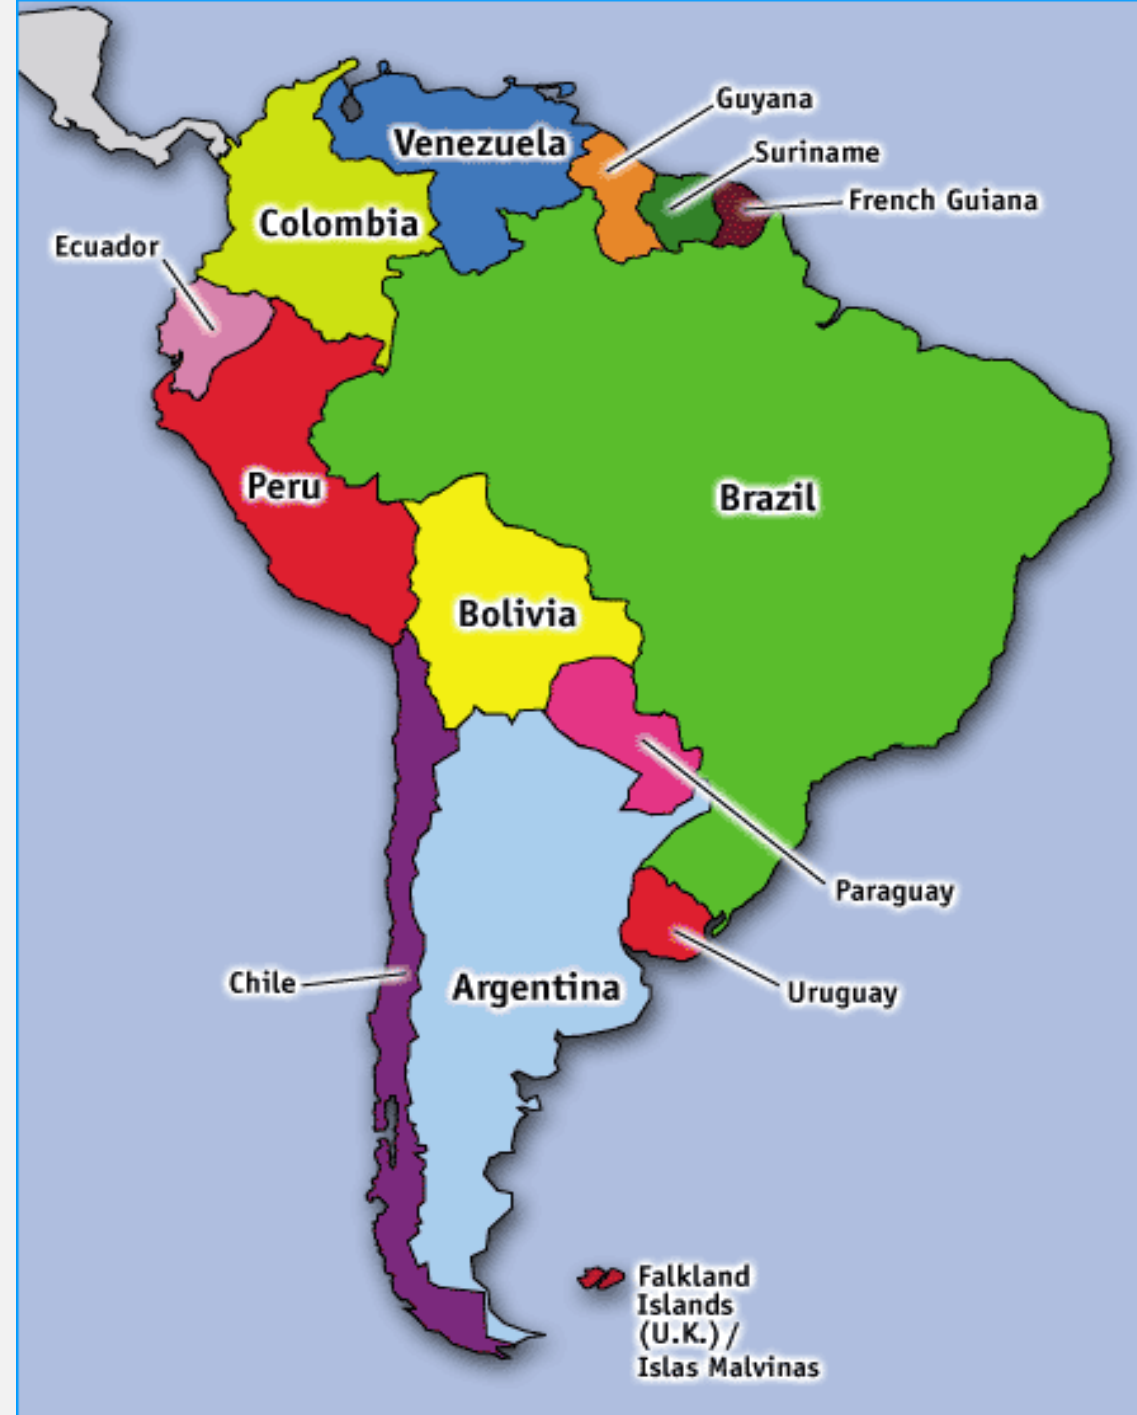 Guyana
Venezuela
Suriname
French Guiana
Colombia
Ecuador
Peru
Brazil
Bolivia
Paraguay
Chile
Argentina
Uruguay
Falkland
Islands
(U.K.) /
Islas Malvinas